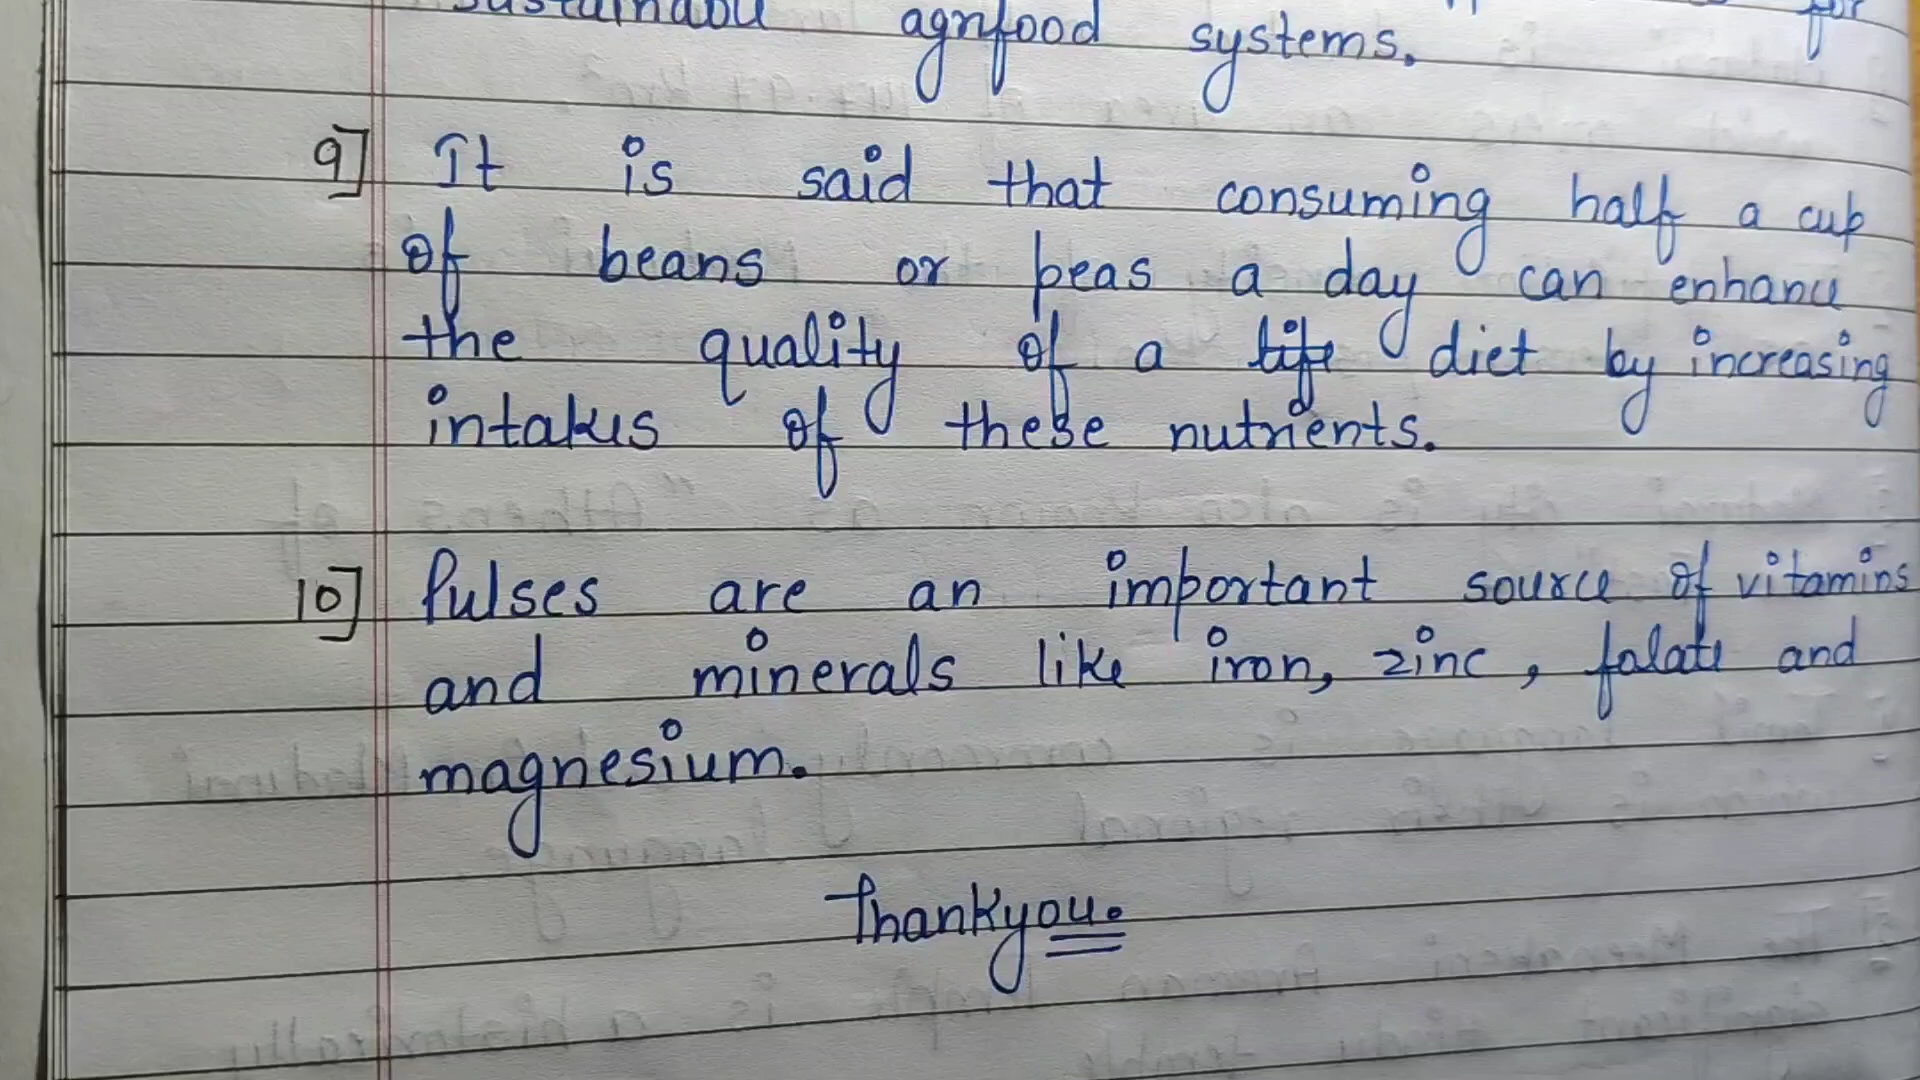 sustainable agrifood systems. for
9] It is said that consuming half a cup
of beans or peas a day can enhance
the quality of a life diet by increasing
intakes of these nutrients.
10] Pulses are an important source of vitamins
and minerals like iron, zinc, folate and
magnesium.
Thankyou.